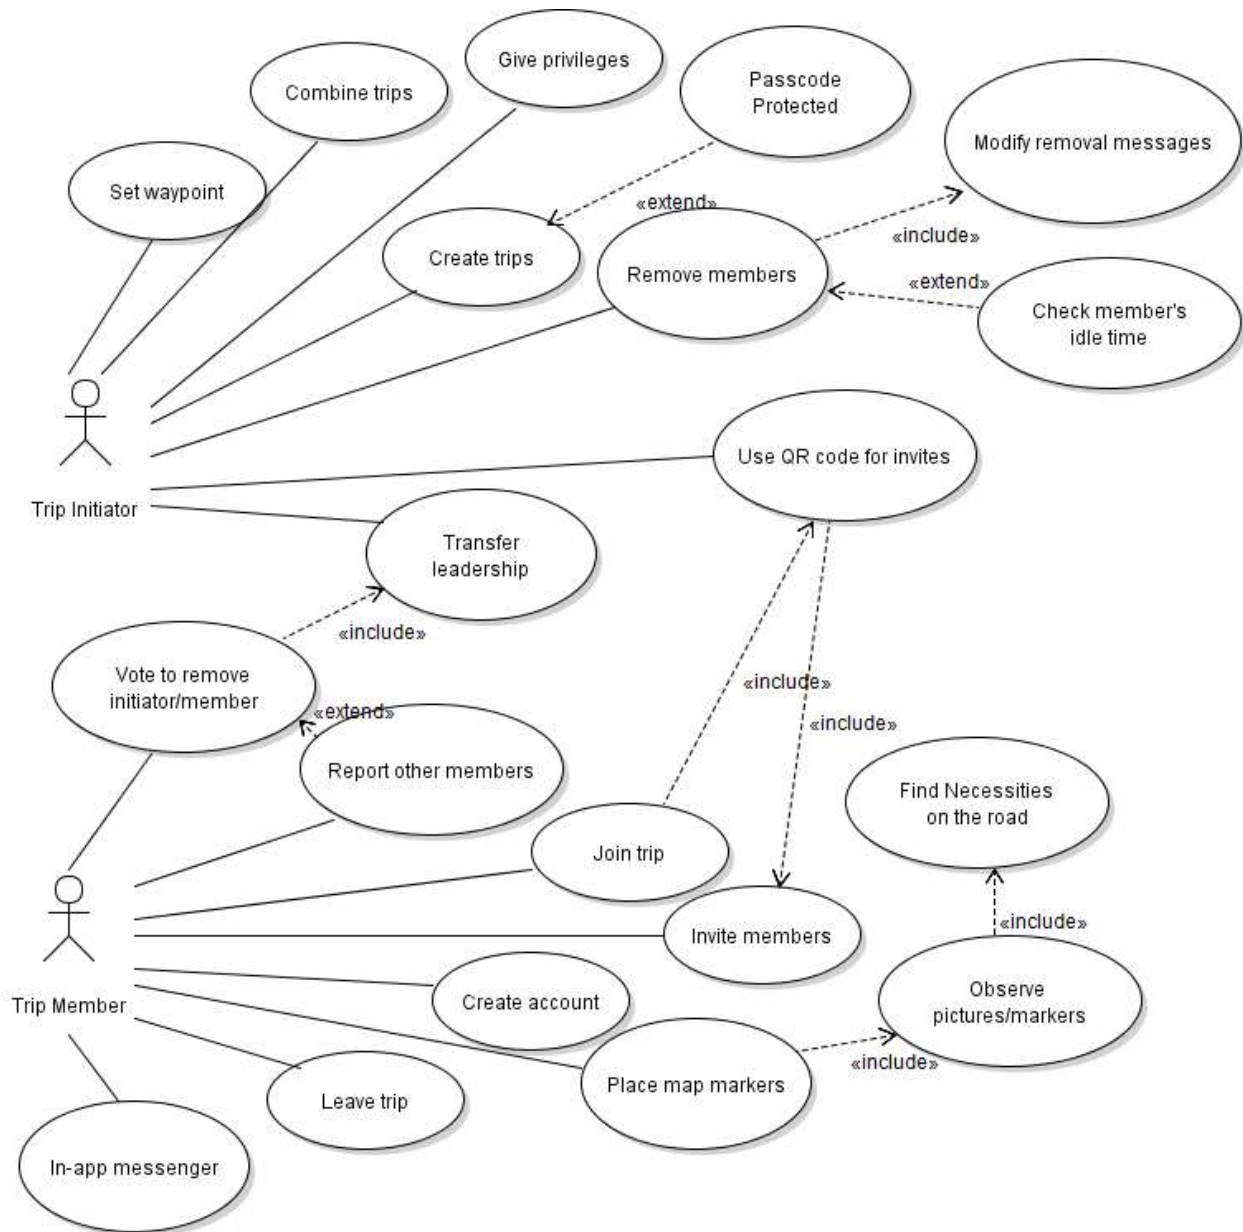 Give privileges
Combine trips
Passcode
Protected
Modify removal messages
Set waypoint
«extend»
«include»
Create trips
Remove members
«extend»
Check member's
idle time
Use QR code for invites
Trip Initiator
Transfer
leadership
«include»
Vote to remove
initiator/member
«extend»
«include»
«include»
Report other members
Find Necessities
on the road
Join trip
«include»
Invite members
Create account
Observe
pictures/markers
Trip Member
«include»
Place map markers
Leave trip
In-app messenger